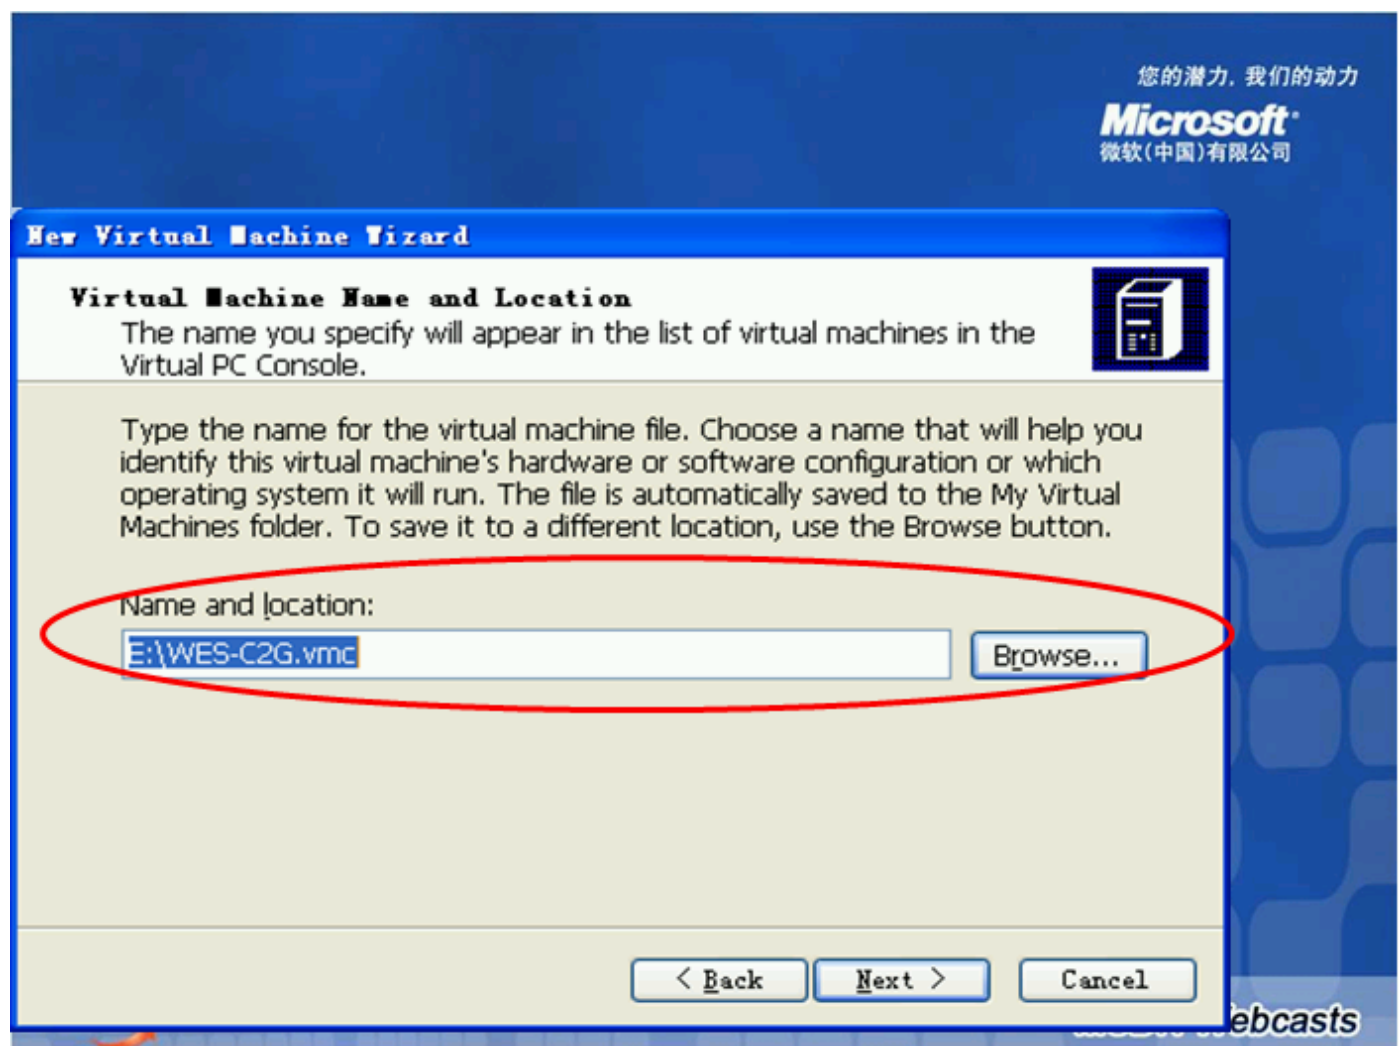 您的潜力. 我们的动力
Microsoft
微软(中国)有限公司
New Virtual Machine Wizard
Virtual Machine Name and Location
The name you specify will appear in the list of virtual machines in the
Virtual PC Console.
Type the name for the virtual machine file. Choose a name that will help you
identify this virtual machine's hardware or software configuration or which
operating system it will run. The file is automatically saved to the My Virtual
Machines folder. To save it to a different location, use the Browse button.
Name and location:
E:\WES-C2G.vmc
Browse...
< Back
Next >
Cancel
ebcasts